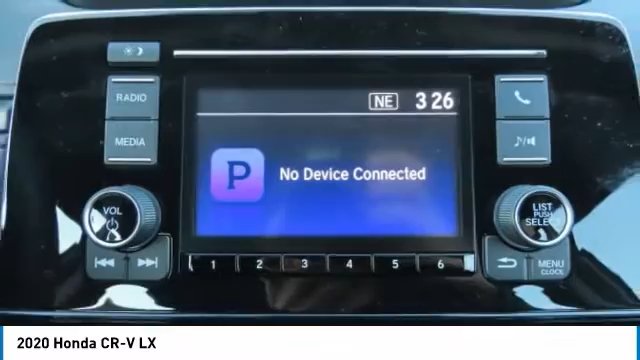 NE 3 26
RADIO
MEDIA
P No Device Connected
VOL
LIST
PUSH
SELECT
1 2 3 4 5 6
MENU
CLOCK
2020 Honda CR-V LX